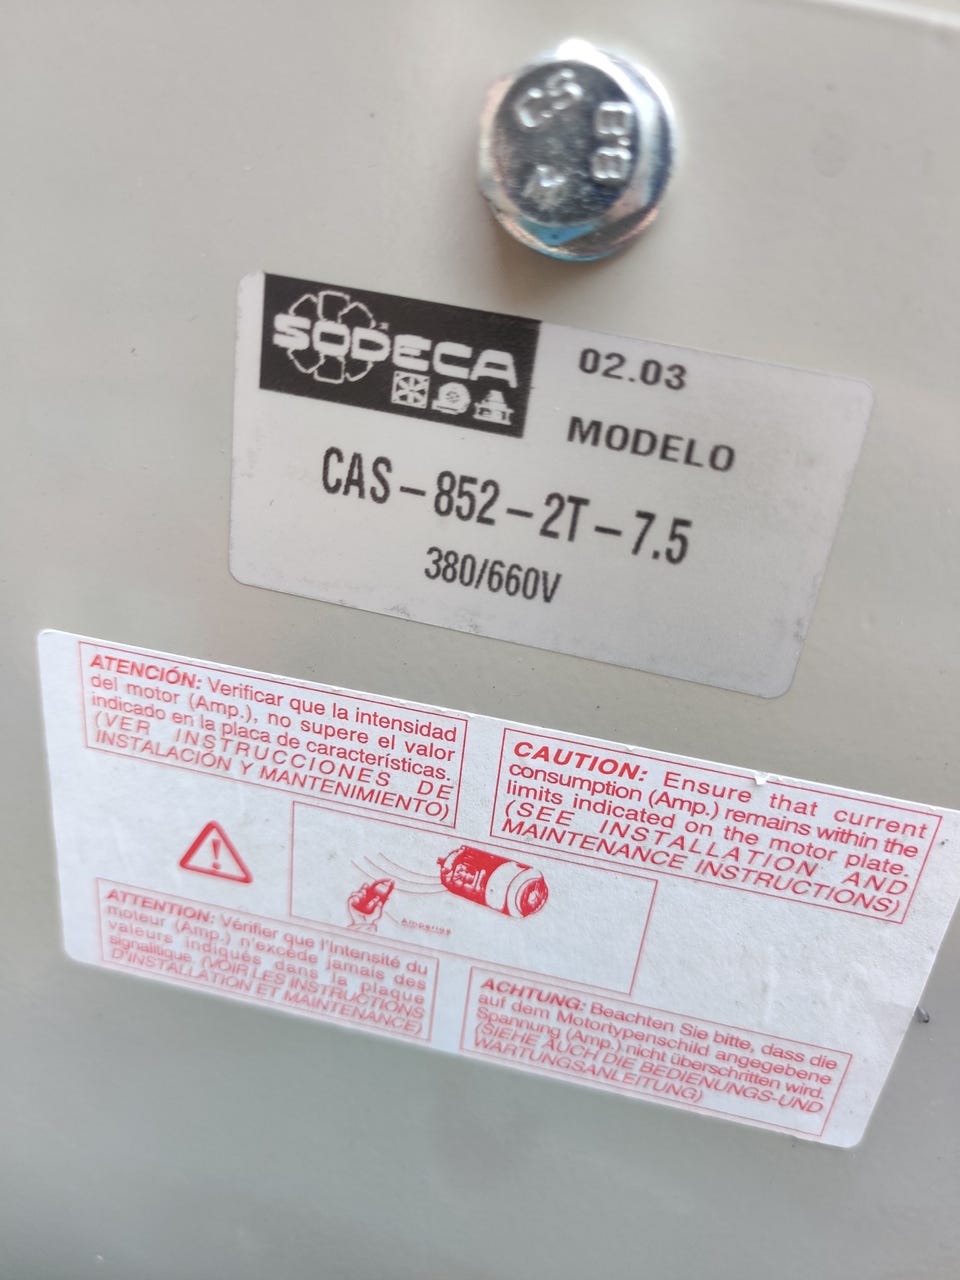 CS
8.8
SODECA
02.03
MODELO
CAS-852-2T-7.5
380/660V
ATENCIÓN: Verificar que la intensidad
del motor (Amp.), no supere el valor
indicado en la placa de características.
(VER INSTRUCCIONES DE
INSTALACIÓN Y MANTENIMIENTO)
CAUTION: Ensure that current
consumption (Amp.) remains within the
limits indicated on the motor plate.
(SEE INSTALLATION AND
MAINTENANCE INSTRUCTIONS)
ATTENTION: Vérifier que l'Intensité du
moteur (Amp.) n'excède jamais des
valeurs indiqués dans la plaque
signalitique (VOIR LES INSTRUCTIONS
D'INSTALLATION ET MAINTENANCE)
ACHTUNG: Beachten Sie bitte, dass die
auf dem Motortypenschild angegebene
Spannung (Amp.) nicht überschritten wird.
(SIEHE AUCH DIE BEDIENUNGS-UND
WARTUNGSANLEITUNG)